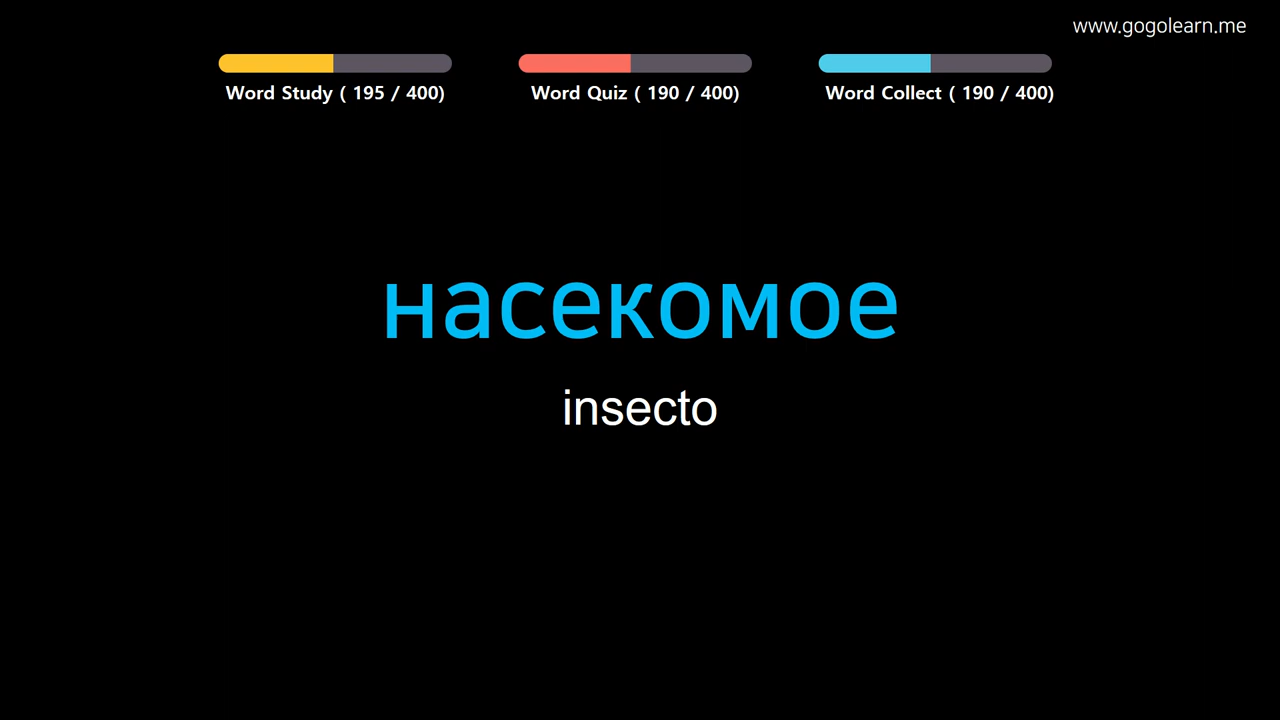 www.gogolearn.me
Word Study ( 195 / 400)
Word Quiz ( 190 / 400)
Word Collect ( 190 / 400)
насекомое
insecto